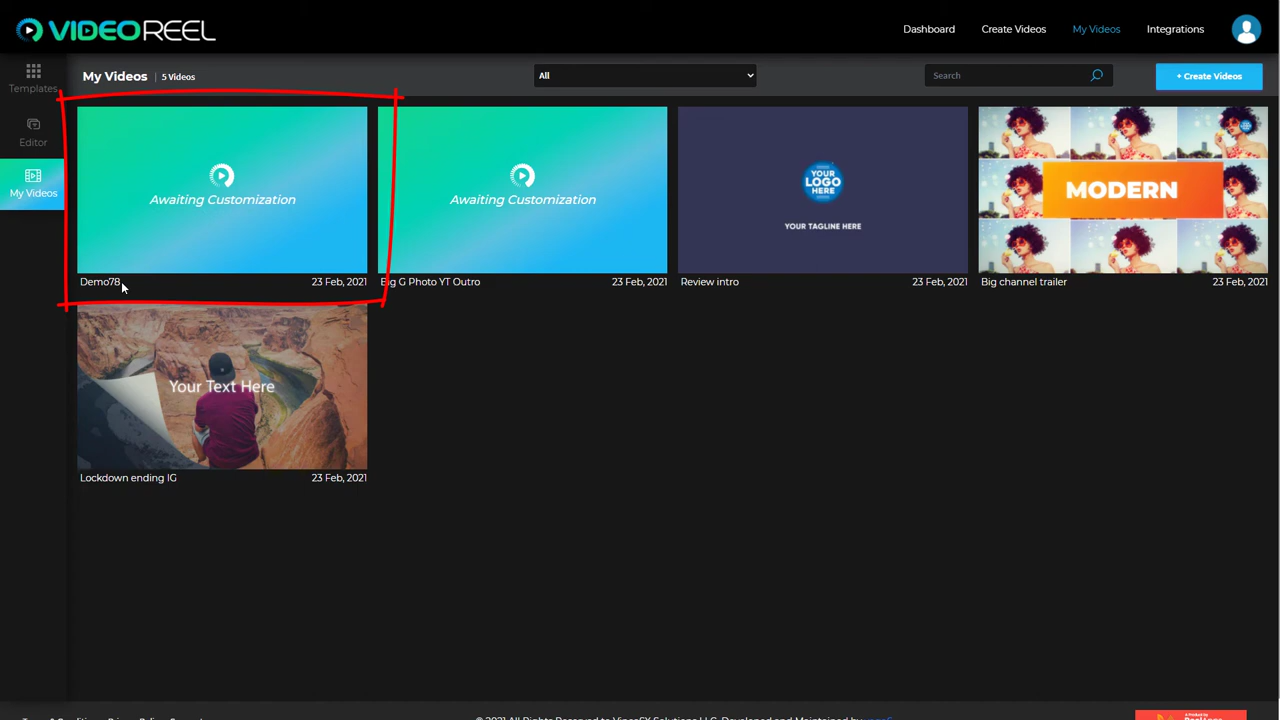 VIDEOREEL
Dashboard
Create Videos
My Videos
Integrations
Templates
Editor
My Videos
My Videos | 5 Videos
All
Search
+ Create Videos
Awaiting Customization
Demo78
23 Feb, 2021
Awaiting Customization
Big G Photo YT Outro
23 Feb, 2021
YOUR
LOGO
HERE
YOUR TAGLINE HERE
Review intro
23 Feb, 2021
MODERN
Big channel trailer
23 Feb, 2021
Your Text Here
Lockdown ending IG
23 Feb, 2021